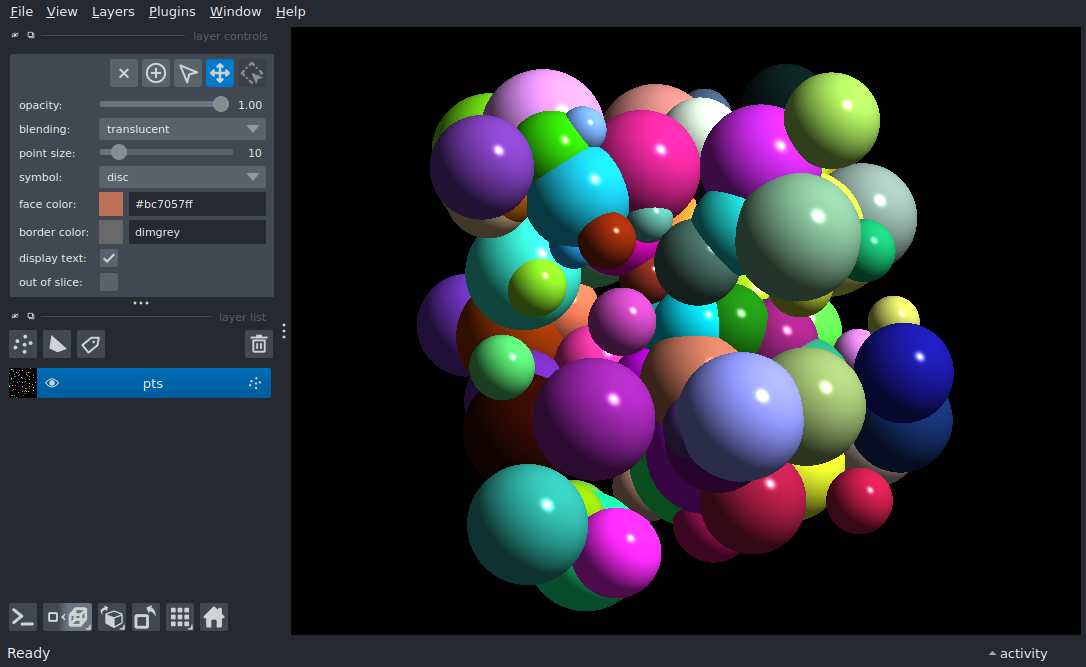 File View Layers Plugins Window Help
layer controls
opacity: 1.00
blending: translucent
point size: 10
symbol: disc
face color: #bc7057ff
border color: dimgrey
display text:
out of slice:
layer list
pts
Ready
activity